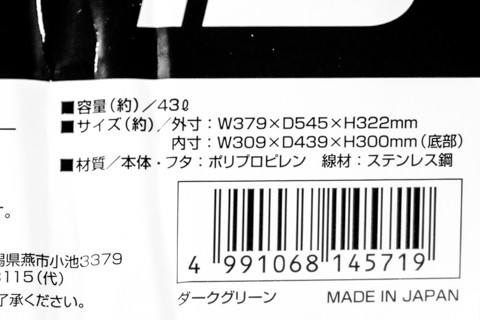 ■容量(約)／43ℓ
■サイズ(約)／外寸：W379×D545×H322mm
内寸：W309×D439×H300mm(底部)
■材質／本体・フタ：ポリプロピレン 線材：ステンレス鋼
す。
県燕市小池3379
3115(代)
了承ください。
4 991068 145719
ダークグリーン MADE IN JAPAN